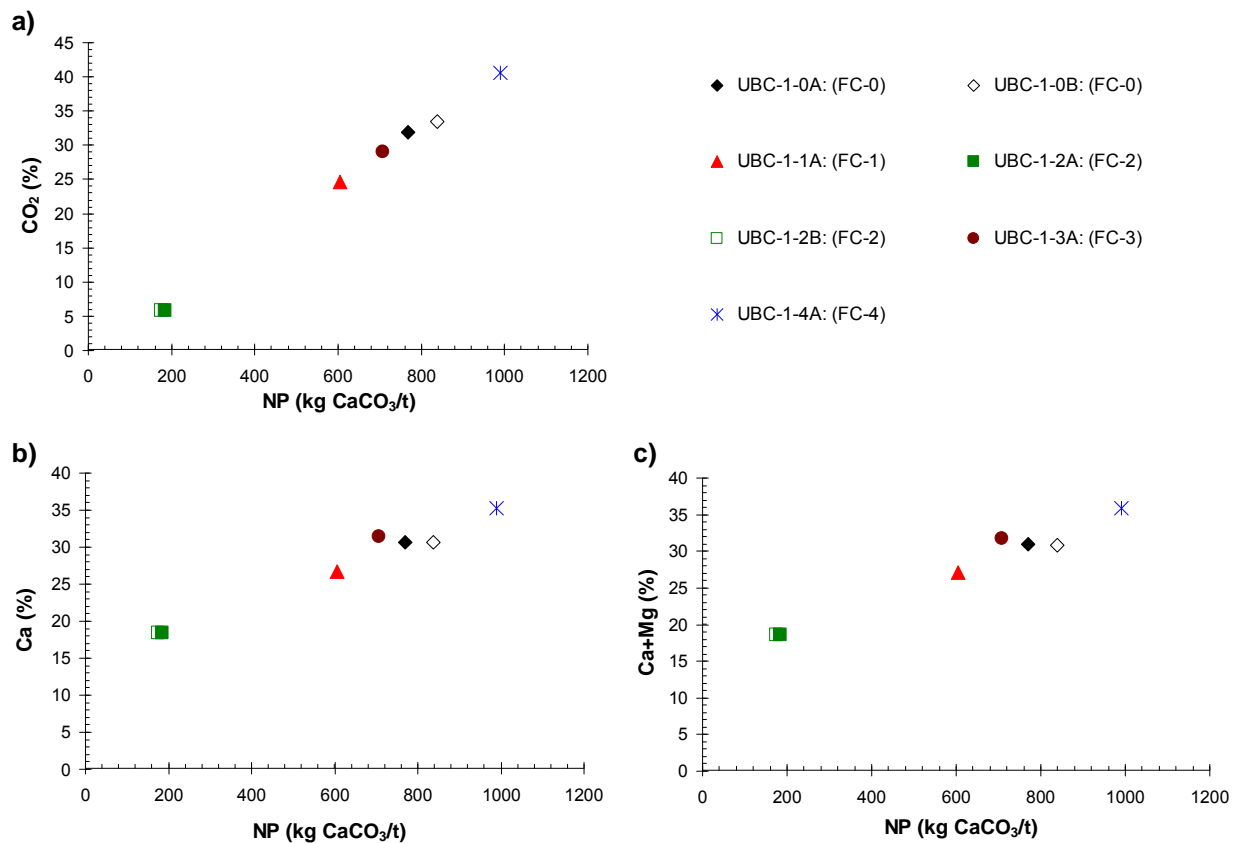 a)
45
40
35
30
25
20
15
10
5
0
CO₂ (%)
0 200 400 600 800 1000 1200
NP (kg CaCO₃/t)
UBC-1-0A: (FC-0) UBC-1-0B: (FC-0)
UBC-1-1A: (FC-1) UBC-1-2A: (FC-2)
UBC-1-2B: (FC-2) UBC-1-3A: (FC-3)
UBC-1-4A: (FC-4)
b)
40
35
30
25
20
15
10
5
0
Ca (%)
0 200 400 600 800 1000 1200
NP (kg CaCO₃/t)
c)
40
35
30
25
20
15
10
5
0
Ca+Mg (%)
0 200 400 600 800 1000 1200
NP (kg CaCO₃/t)